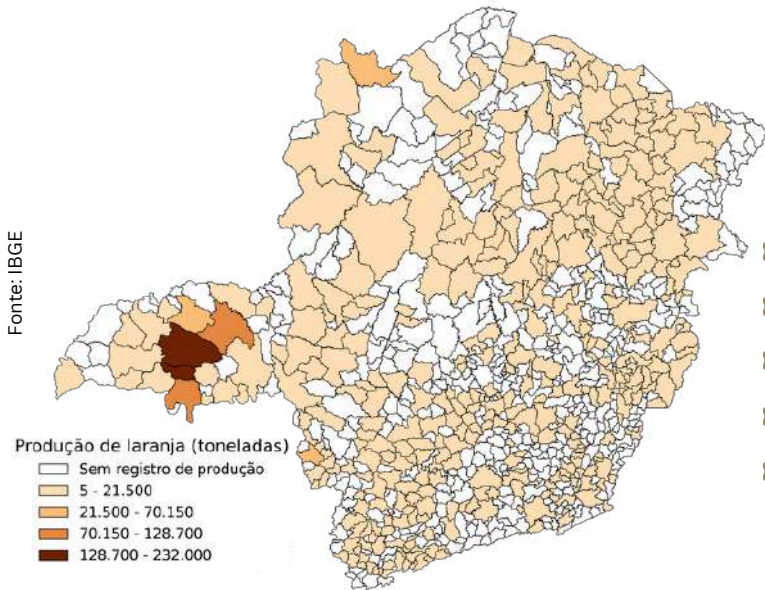 Fonte: IBGE
Produção de laranja (toneladas)
Sem registro de produção
5 - 21.500
21.500 - 70.150
70.150 - 128.700
128.700 - 232.000